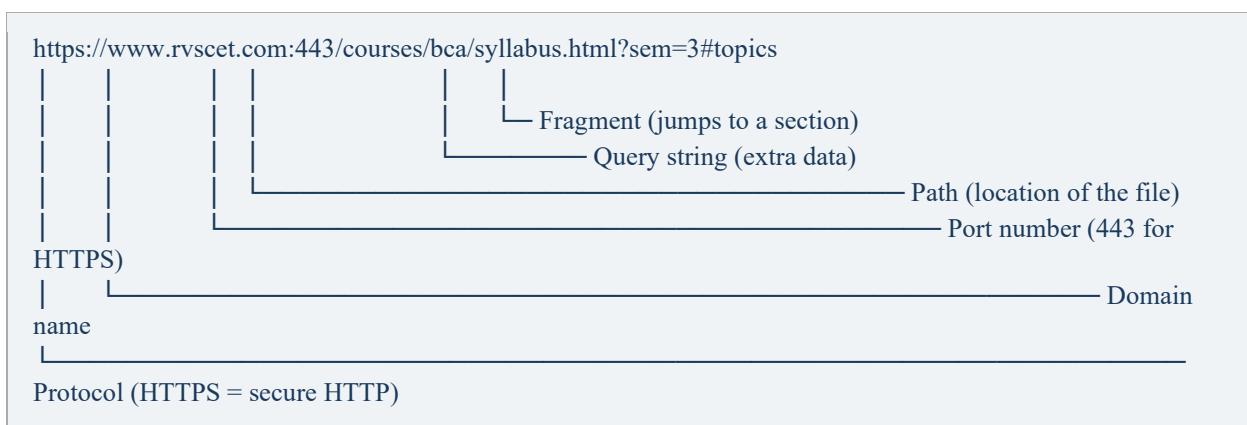 https://www.rvscet.com:443/courses/bca/syllabus.html?sem=3#topics
Fragment (jumps to a section)
Query string (extra data)
Path (location of the file)
Port number (443 for
HTTPS)
Domain
name
Protocol (HTTPS = secure HTTP)